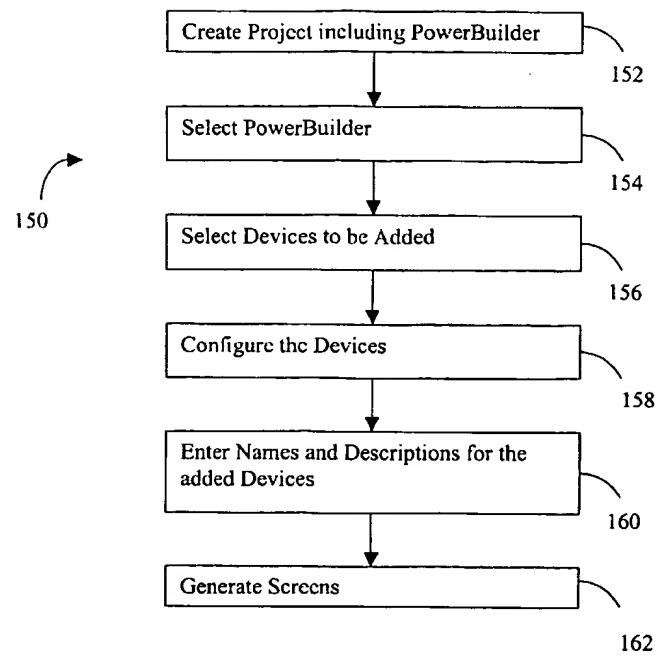 Create Project including PowerBuilder
152
Select PowerBuilder
154
150
Select Devices to be Added
156
Configure the Devices
158
Enter Names and Descriptions for the
added Devices
160
Generate Screens
162